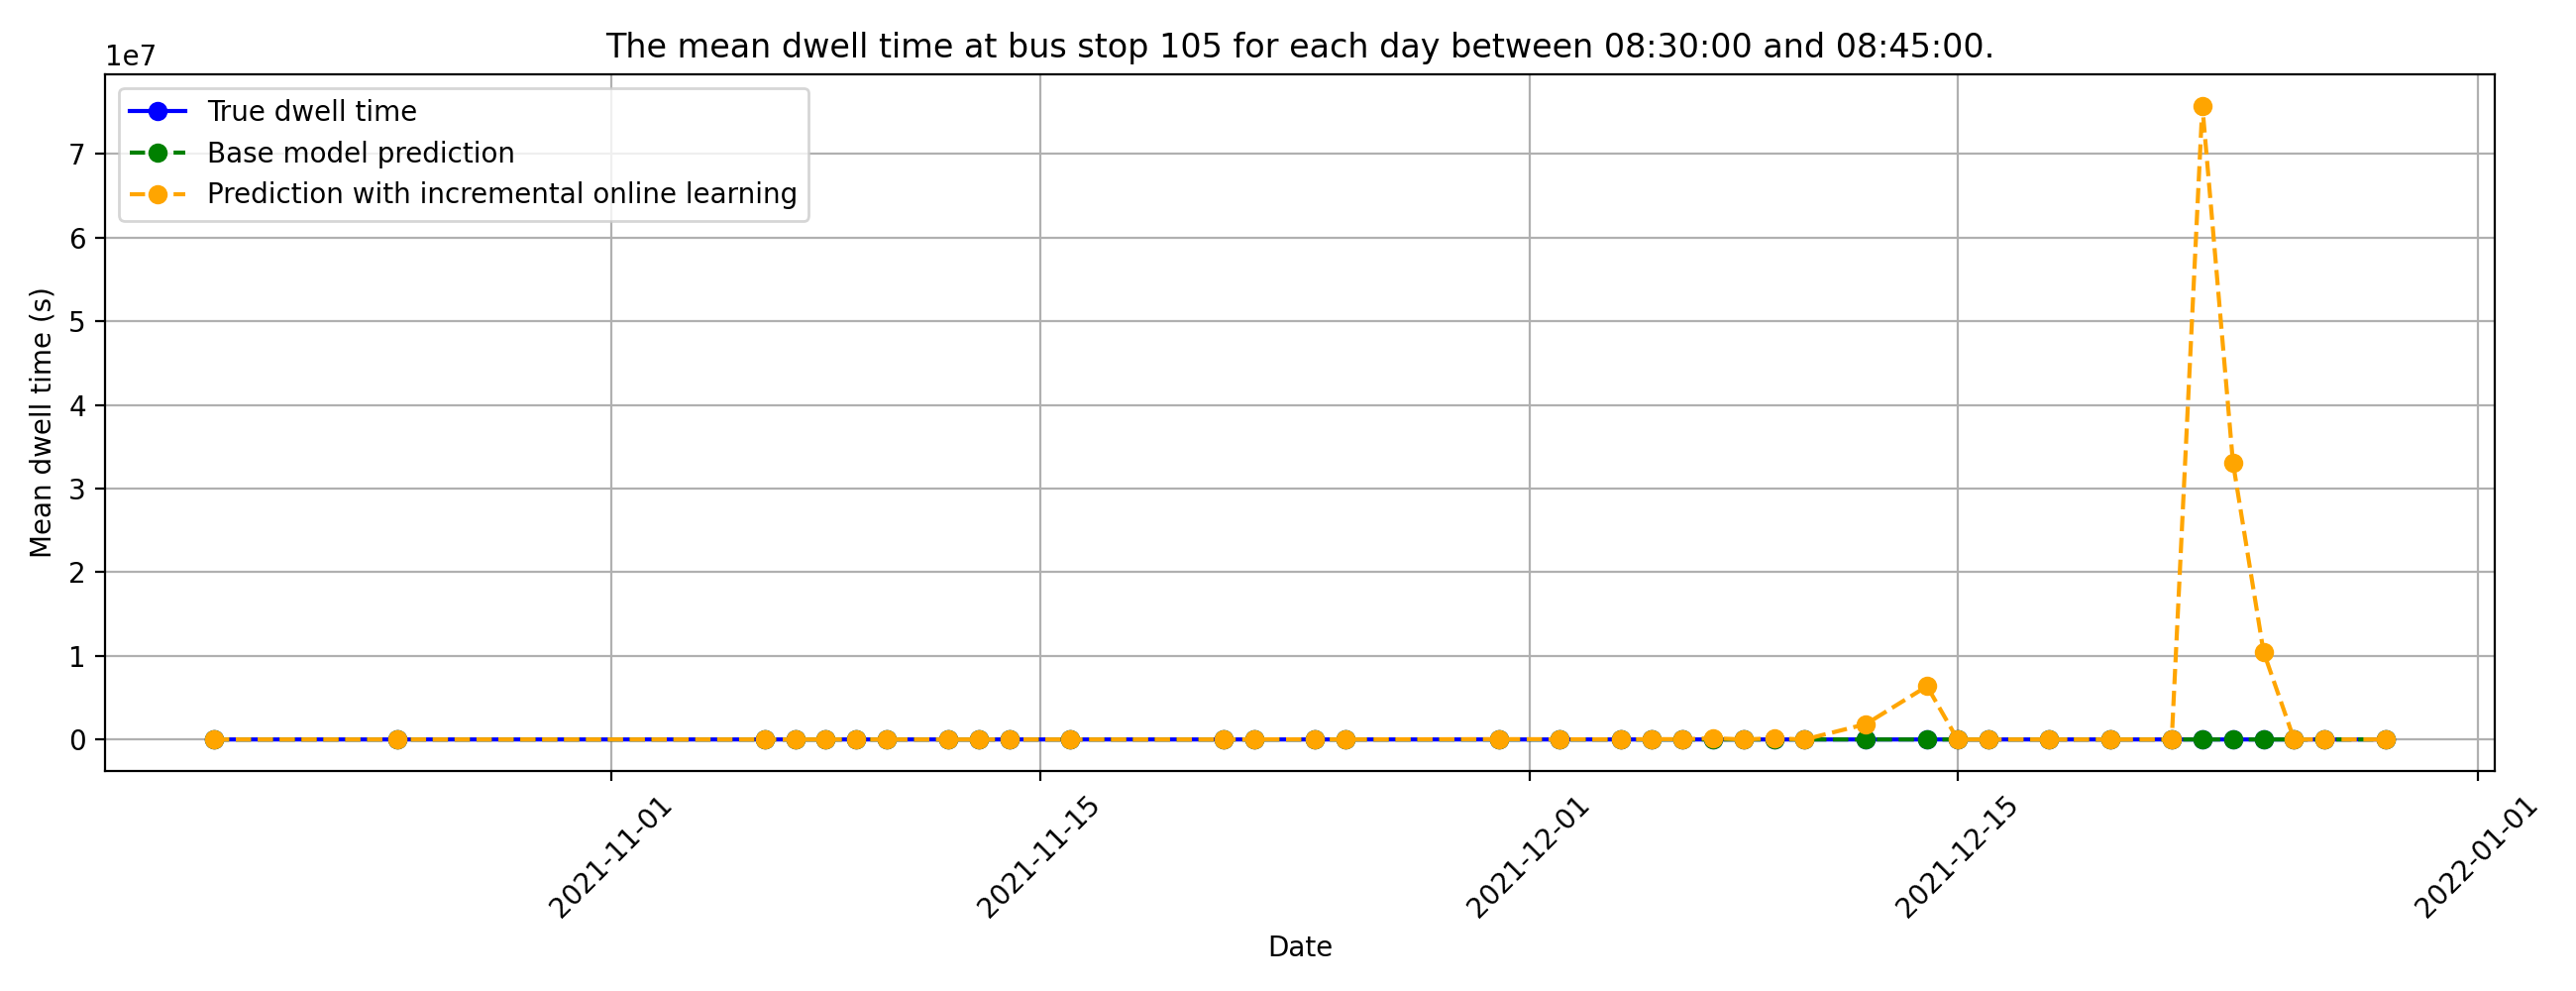 The mean dwell time at bus stop 105 for each day between 08:30:00 and 08:45:00.
1e7
True dwell time
Base model prediction
Prediction with incremental online learning
7
6
5
4
3
2
1
0
Mean dwell time (s)
2021-11-01
2021-11-15
2021-12-01
2021-12-15
2022-01-01
Date